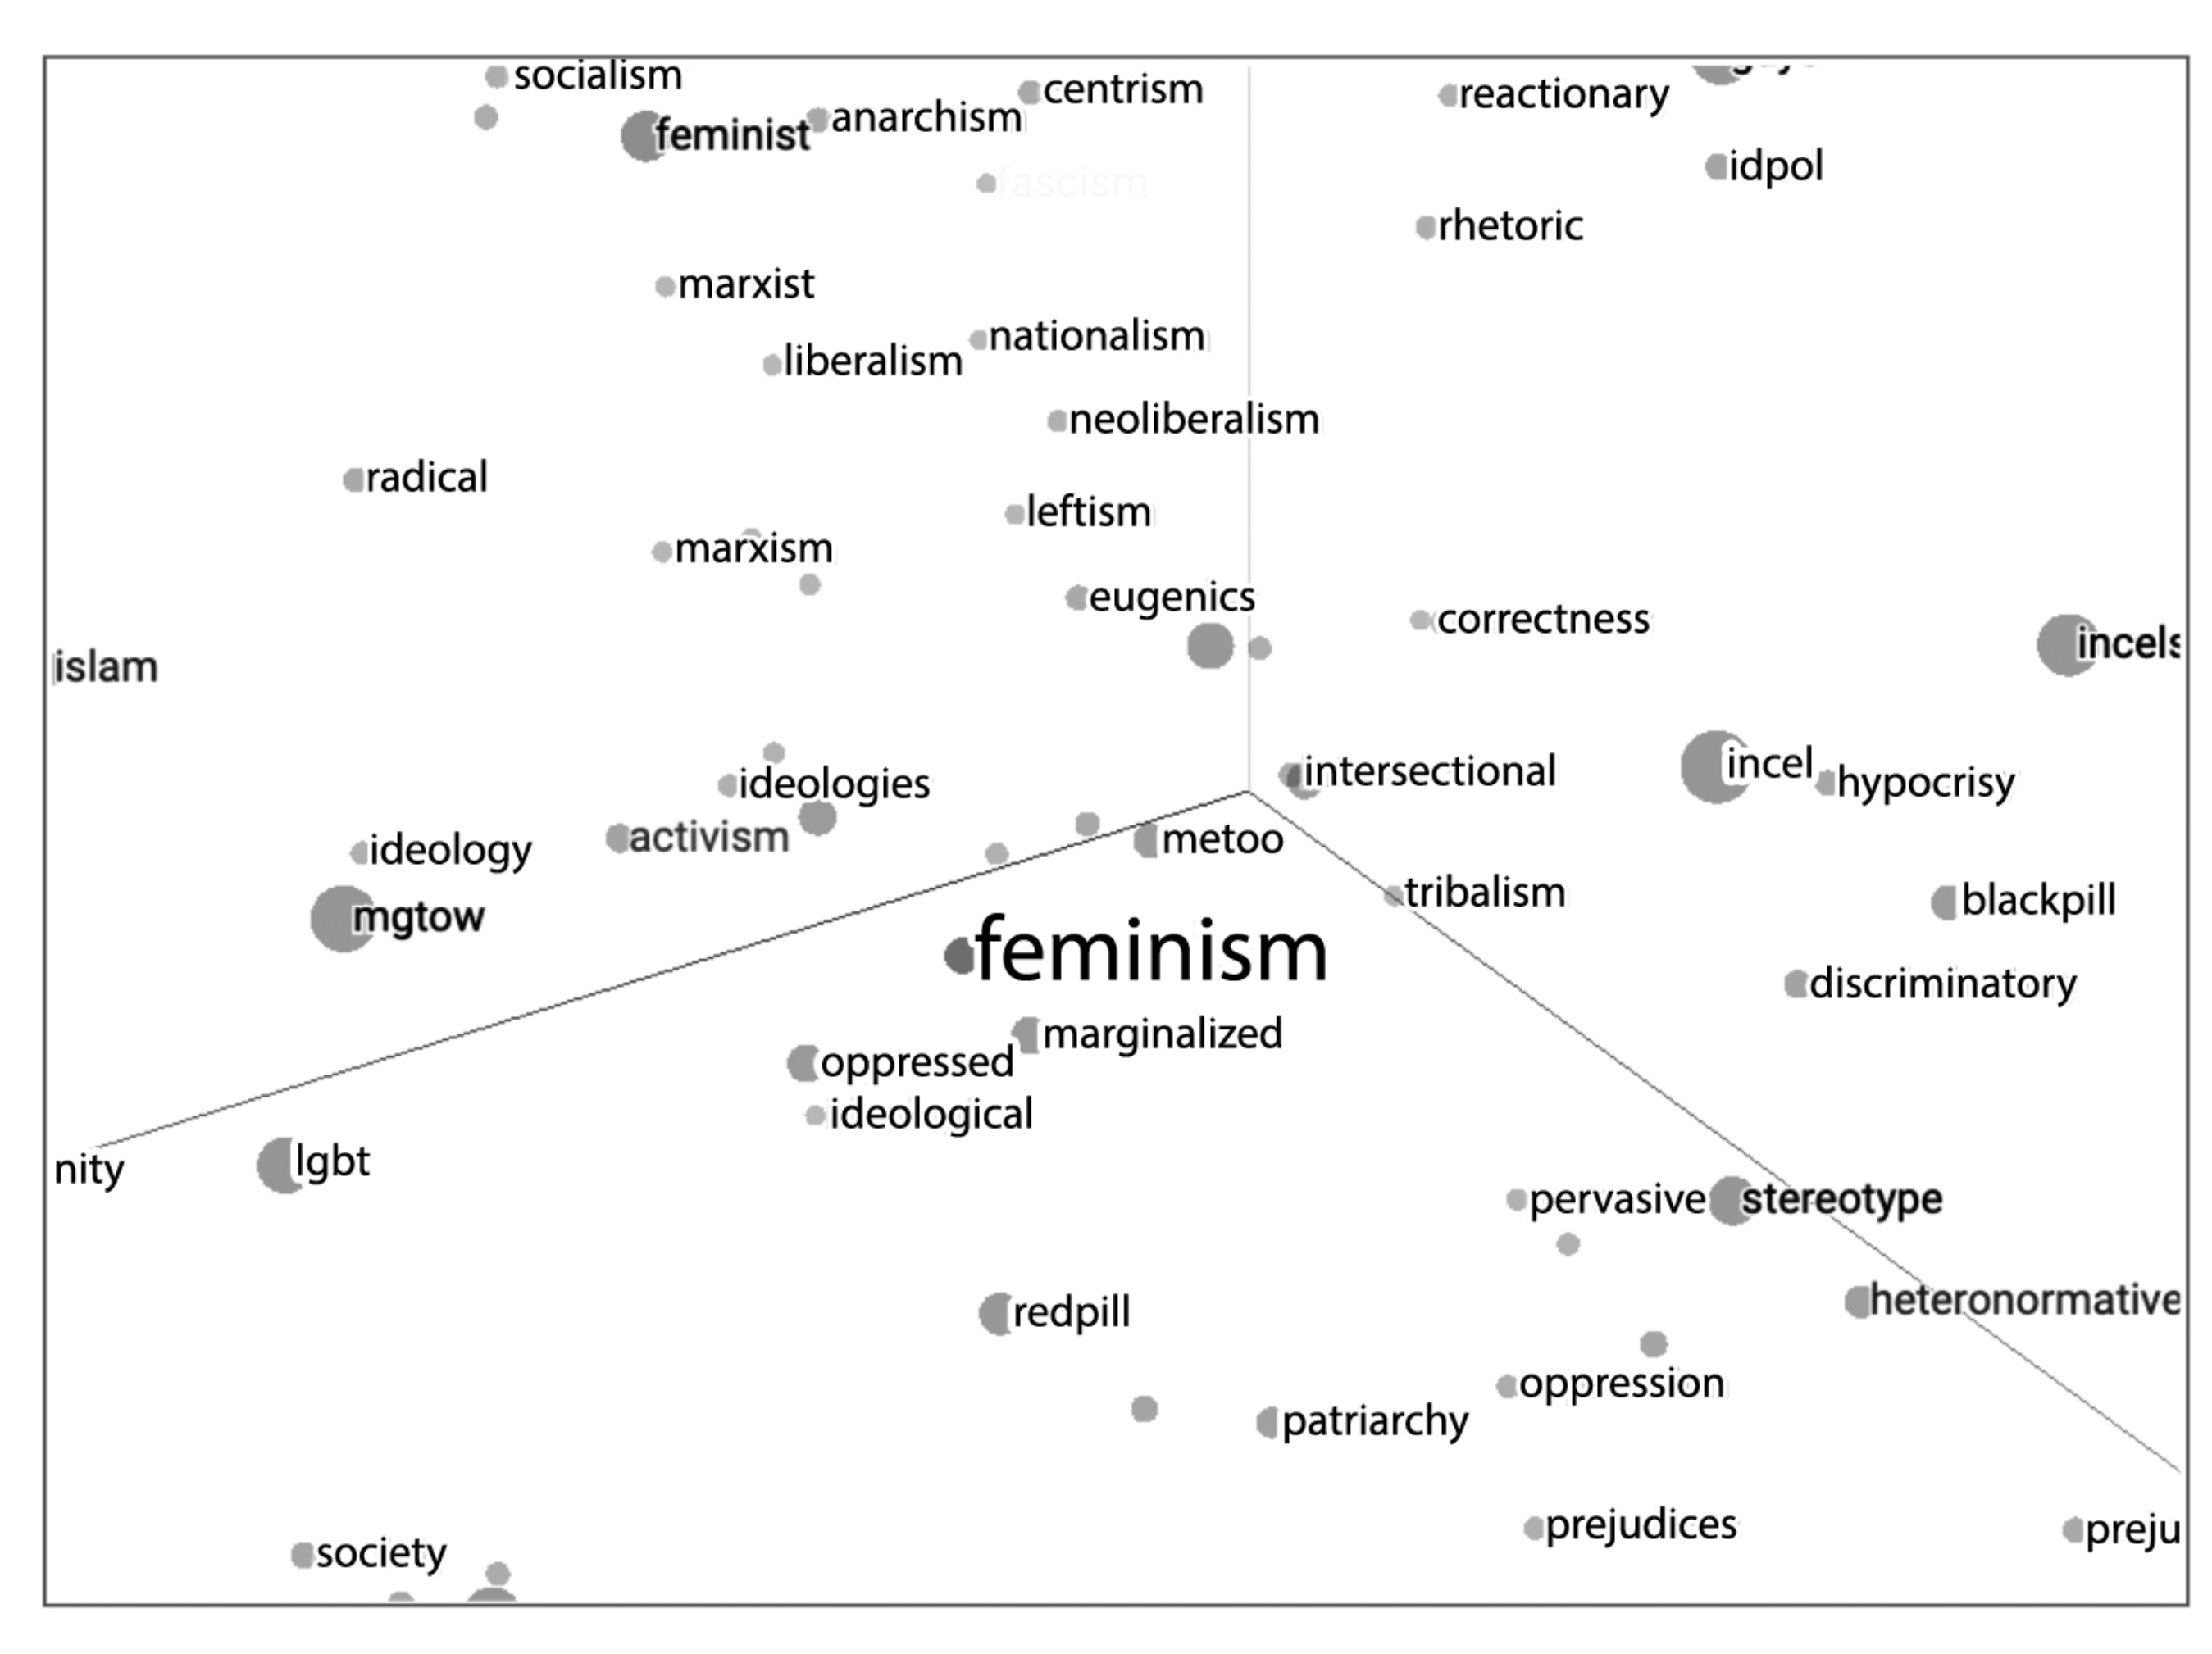 socialism
centrism
reactionary
anarchism
feminist
idpol
fascism
rhetoric
marxist
nationalism
liberalism
neoliberalism
radical
leftism
marxism
eugenics
correctness
incels
islam
incel
intersectional
hypocrisy
ideologies
activism
metoo
ideology
tribalism
blackpill
mgtow
feminism
discriminatory
marginalized
oppressed
ideological
lgbt
nity
pervasive
stereotype
heteronormative
redpill
oppression
patriarchy
prejudices
preju
society